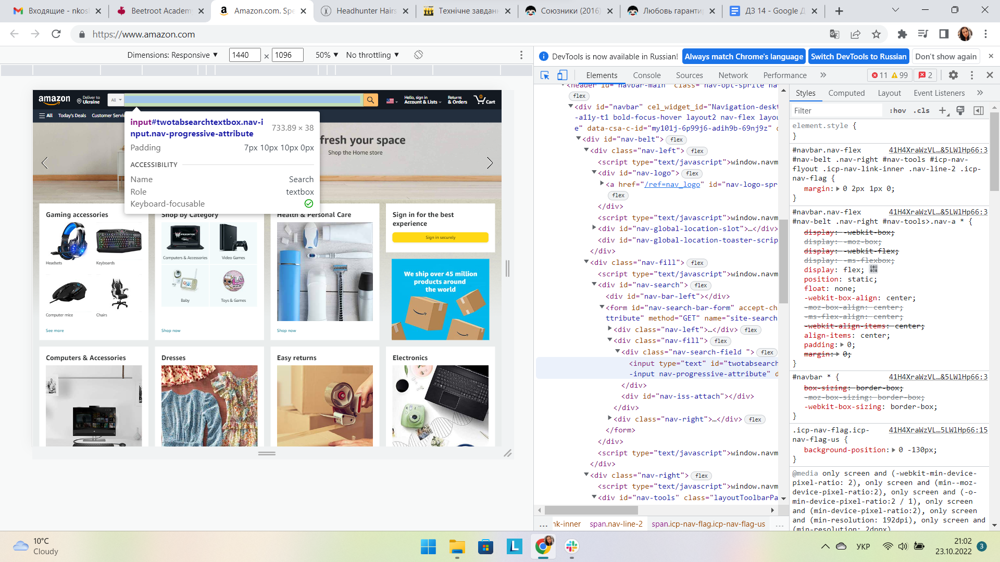 Входящие - nkosl
Beetroot Academ
Amazon.com. Spe
Headhunter Hairs
Технічне завданн
Союзники (2016)
Любовь гаранти
ДЗ 14 - Google Д
https://www.amazon.com
Dimensions: Responsive ▼
1440
×
1096
50% ▼
No throttling ▼
DevTools is now available in Russian!
Always match Chrome's language
Switch DevTools to Russian
Don't show again
Elements
Console
Sources
Network
Performance
11
99
2
amazon
Deliver to
Ukraine
All
Hello, sign in
Account & Lists
Returns
& Orders
0
Cart
All
Today's Deals
Customer Servic
input#twotabsearchtextbox.nav-i
nput.nav-progressive-attribute
733.89 × 38
Padding
7px 10px 10px 0px
ACCESSIBILITY
Name
Search
Role
textbox
Keyboard-focusable
fresh your space
Shop the Home store
Gaming accessories
Headsets
Keyboards
Computer mice
Chairs
See more
Shop by Category
PREDATOR
Computers & Accessories
Video Games
Baby
Toys & Games
Shop now
Health & Personal Care
Shop now
Sign in for the best
experience
Sign in securely
We ship over 45 million
products around
the world
Computers & Accessories
Dresses
Easy returns
Electronics
<header id="navbar-main" class="nav-opt-sprite na
flex
<div id="navbar" cel_widget_id="Navigation-deskt
-a11y-t1 bold-focus-hover layout2 nav-flex layou
e" data-csa-c-id="my101j-6p99j6-adih9b-69nj9z" c
<div id="nav-belt"> flex
<div class="nav-left"> flex
<script type="text/javascript">window.navm
<div id="nav-logo"> flex
<a href="/ref=nav_logo" id="nav-logo-spr
flex
</div>
<script type="text/javascript">window.navm
<div id="nav-global-location-slot">…</div>
<div id="nav-global-location-toaster-scrip
</div>
<div class="nav-fill"> flex
<script type="text/javascript">window.navm
<div id="nav-search"> flex
<div id="nav-bar-left"></div>
<form id="nav-search-bar-form" accept-ch
ttribute" method="GET" name="site-search
<div class="nav-left">…</div> flex
<div class="nav-fill"> flex
<div class="nav-search-field "> flex
<input type="text" id="twotabsearch
-input nav-progressive-attribute" d
</div>
<div id="nav-iss-attach"></div>
</div>
<div class="nav-right">…</div> flex
</form>
</div>
<script type="text/javascript">window.navm
</div>
<div class="nav-right"> flex
<script type="text/javascript">window.navm
<div id="nav-tools" class="layoutToolbarPa
...
nk-inner
span.nav-line-2
span.icp-nav-flag.icp-nav-flag-us
...
Styles
Computed
Layout
Event Listeners
Filter
:hov
.cls
element.style {
}
#navbar.nav-flex 41H4XraWzVL…&5LWlHp66:3
#nav-belt .nav-right #nav-tools #icp-nav-
flyout .icp-nav-link-inner .nav-line-2 .icp-
nav-flag {
margin: 0 2px 1px 0;
}
#navbar.nav-flex 41H4XraWzVL…&5LWlHp66:3
#nav-belt .nav-right #nav-tools>.nav-a * {
display: -webkit-box;
display: -moz-box;
display: -webkit-flex;
display: -ms-flexbox;
display: flex;
position: static;
float: none;
-webkit-box-align: center;
-moz-box-align: center;
-ms-flex-align: center;
-webkit-align-items: center;
align-items: center;
padding: 0;
margin: 0;
}
#navbar * { 41H4XraWzVL…&5LWlHp66:3
box-sizing: border-box;
-moz-box-sizing: border-box;
-webkit-box-sizing: border-box;
}
.icp-nav-flag.icp- 41H4XraWzVL…5LWlHp66:15
nav-flag-us {
background-position: 0 -130px;
}
@media only screen and (-webkit-min-device-
pixel-ratio: 2), only screen and (min--moz-
device-pixel-ratio:2), only screen and (-o-
min-device-pixel-ratio:2 / 1), only screen
and (min-device-pixel-ratio:2), only screen
and (min-resolution: 192dpi), only screen and
(min-resolution: 2dppx)
10°C
Cloudy
УКР
21:02
23.10.2022
3